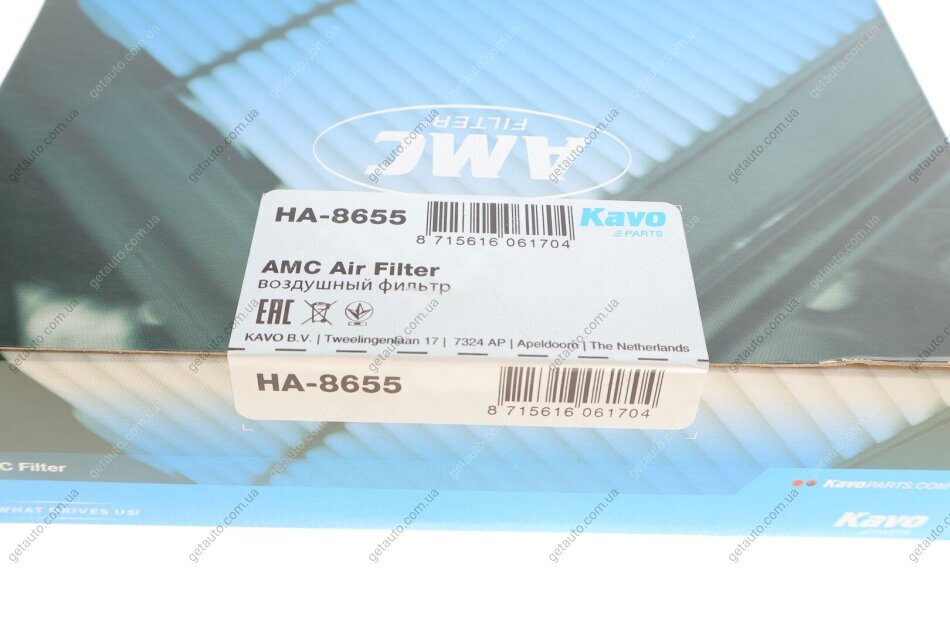 AMC
FILTER
HA-8655
8 715616 061704
Kavo
PARTS
AMC Air Filter
воздушный фильтр
EAC
KAVO B.V. | Tweelingenlaan 17 | 7324 AP | Apeldoorn | The Netherlands
HA-8655
8 715616 061704
C Filter
KavoPARTS.COM
WHAT DRIVES US!
Kavo
getauto.com.ua